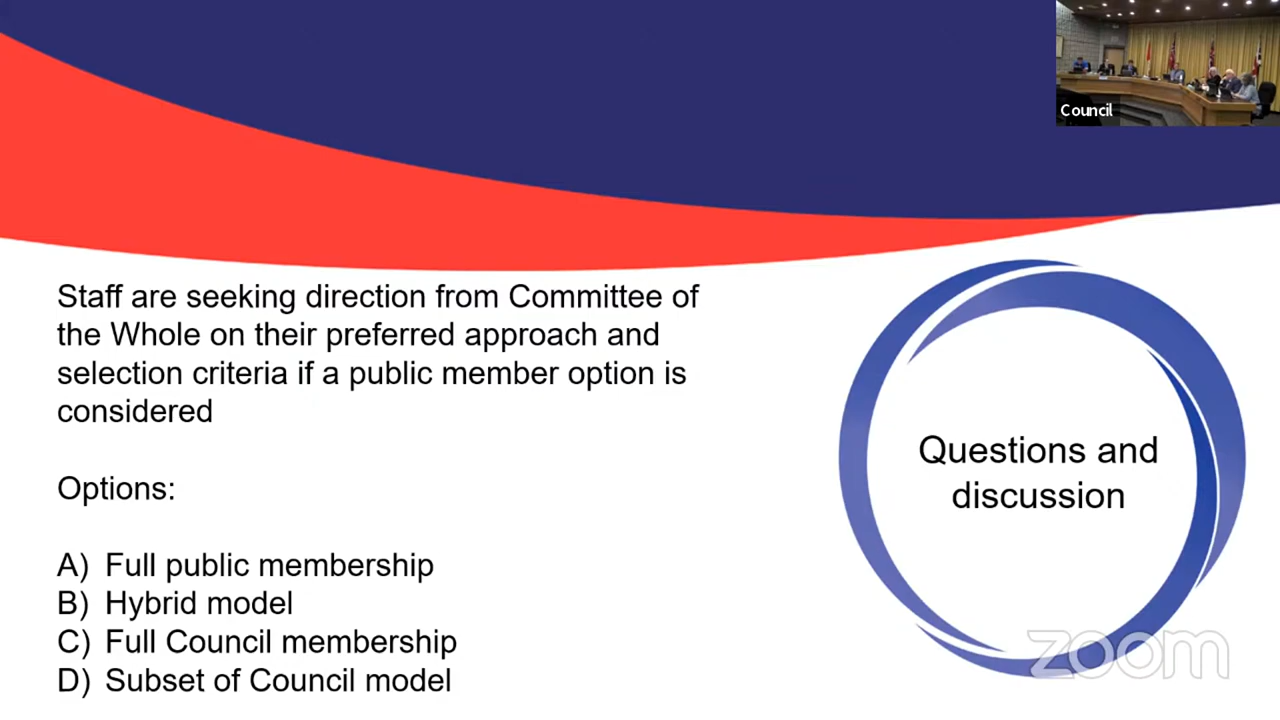 Council
Staff are seeking direction from Committee of
the Whole on their preferred approach and
selection criteria if a public member option is
considered
Options:
A) Full public membership
B) Hybrid model
C) Full Council membership
D) Subset of Council model
Questions and
discussion
zoom